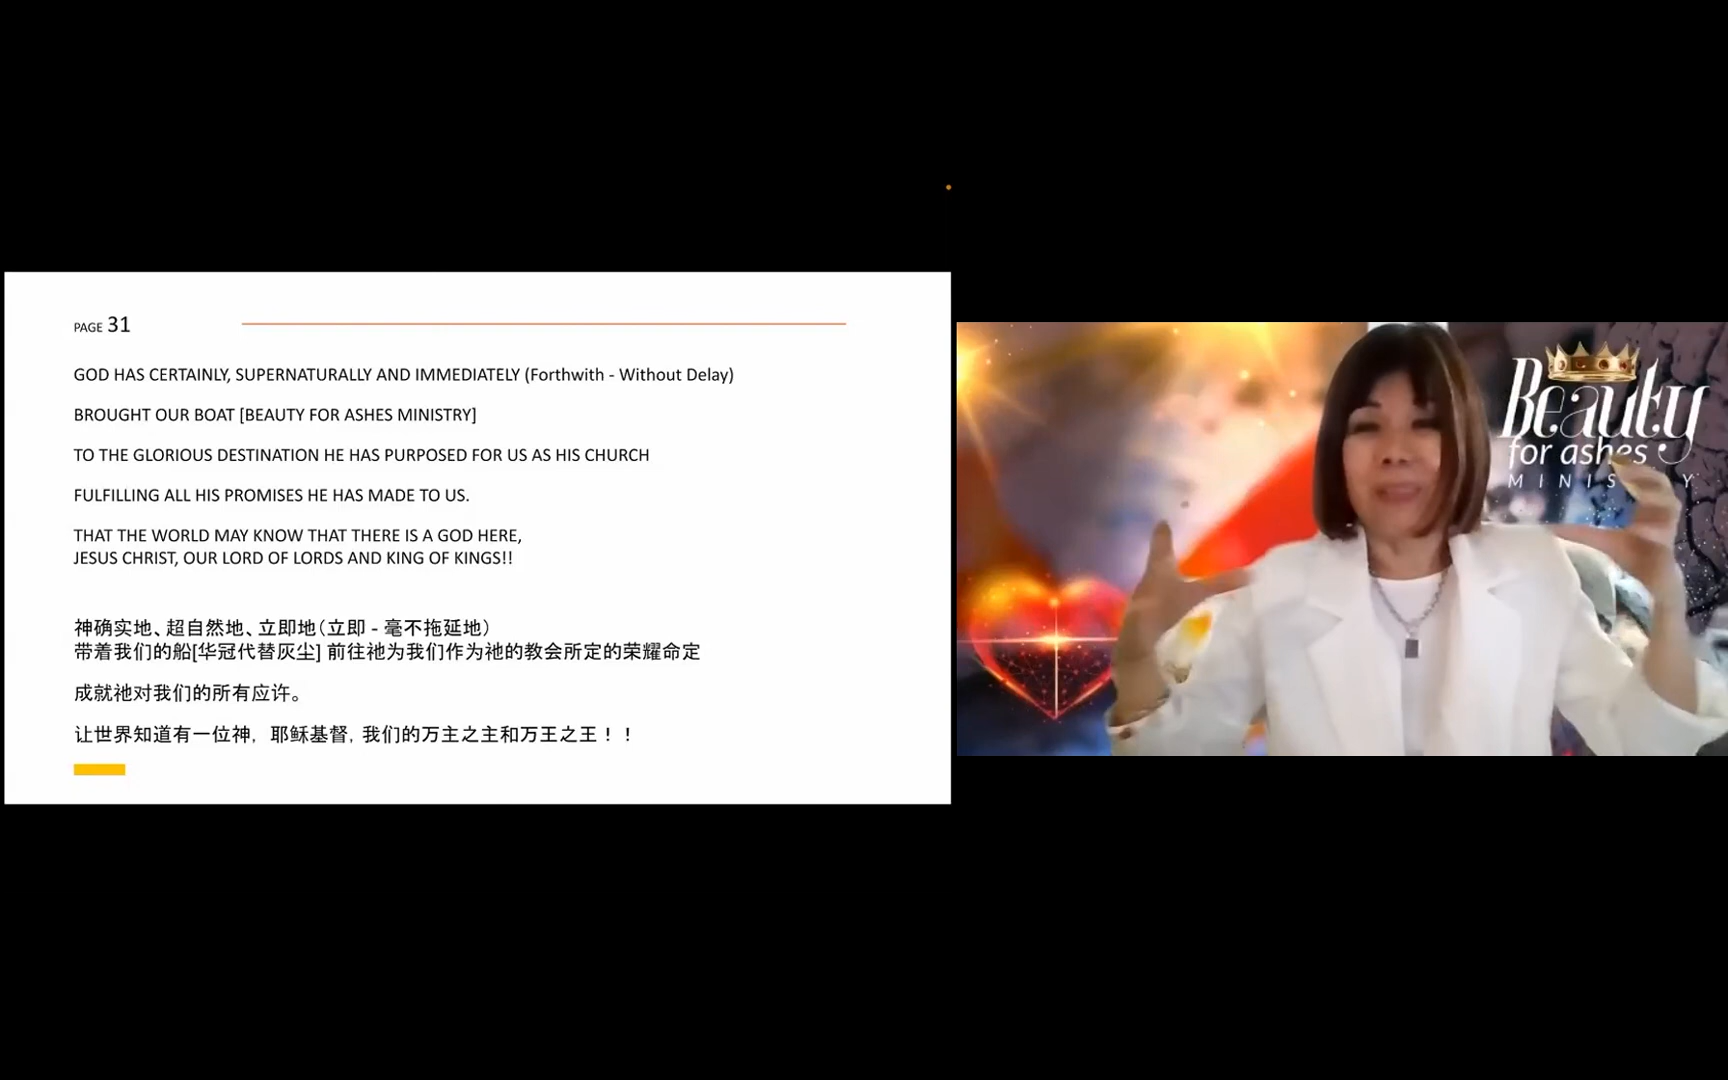 PAGE 31
GOD HAS CERTAINLY, SUPERNATURALLY AND IMMEDIATELY (Forthwith - Without Delay)
BROUGHT OUR BOAT [BEAUTY FOR ASHES MINISTRY]
TO THE GLORIOUS DESTINATION HE HAS PURPOSED FOR US AS HIS CHURCH
FULFILLING ALL HIS PROMISES HE HAS MADE TO US.
THAT THE WORLD MAY KNOW THAT THERE IS A GOD HERE,
JESUS CHRIST, OUR LORD OF LORDS AND KING OF KINGS!!
神确实地、超自然地、立即地（立即 - 毫不拖延地）
带着我们的船[华冠代替灰尘] 前往祂为我们作为祂的教会所定的荣耀命定
成就祂对我们的所有应许。
让世界知道有一位神，耶稣基督，我们的万主之主和万王之王！！
Beauty
for ashes
MINIS Y